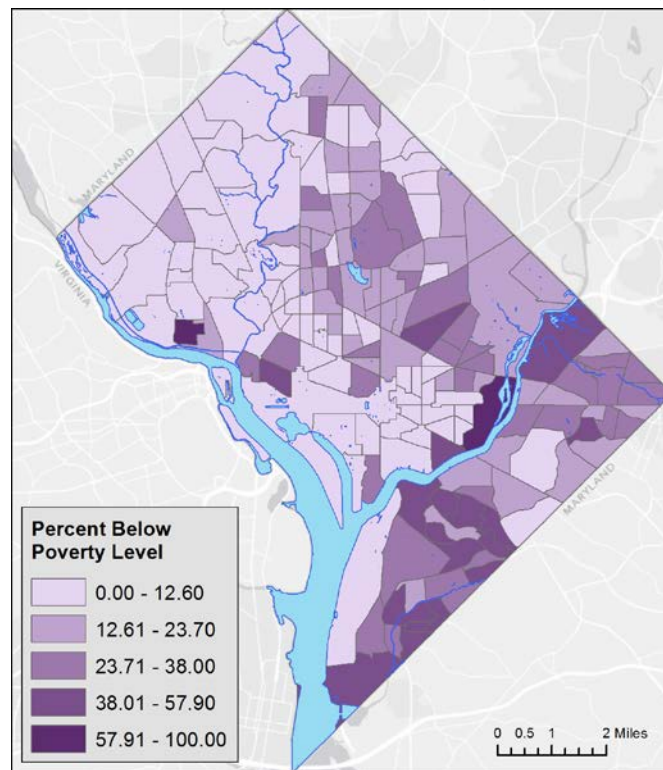 MARYLAND
VIRGINIA
MARYLAND
Percent Below
Poverty Level
0.00 - 12.60
12.61 - 23.70
23.71 - 38.00
38.01 - 57.90
57.91 - 100.00
0 0.5 1 2 Miles